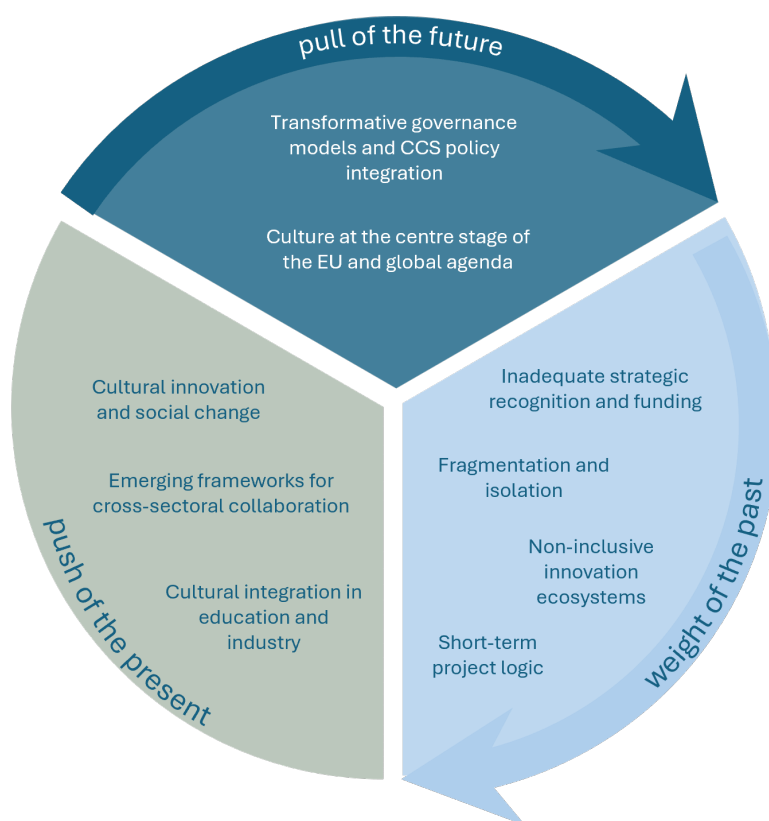 pull of the future
Transformative governance
models and CCS policy
integration
Culture at the centre stage of
the EU and global agenda
Inadequate strategic
recognition and funding
Fragmentation and
isolation
Non-inclusive
innovation
ecosystems
Short-term
project logic
weight of the past
Cultural innovation
and social change
Emerging frameworks for
cross-sectoral collaboration
Cultural integration in
education and
industry
push of the present